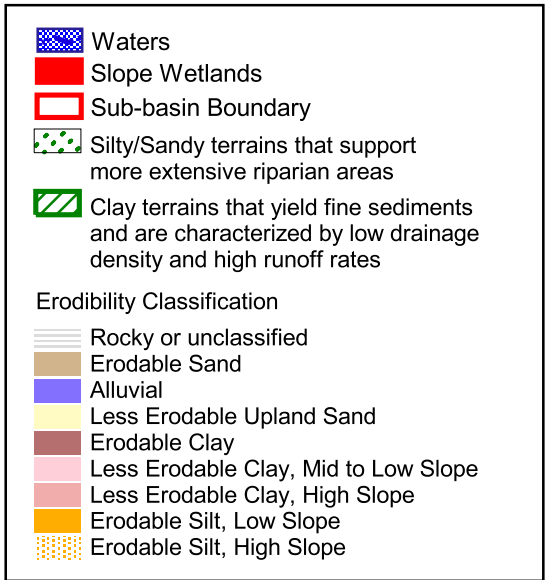 Waters
Slope Wetlands
Sub-basin Boundary
Silty/Sandy terrains that support
more extensive riparian areas
Clay terrains that yield fine sediments
and are characterized by low drainage
density and high runoff rates
Erodibility Classification
Rocky or unclassified
Erodable Sand
Alluvial
Less Erodable Upland Sand
Erodable Clay
Less Erodable Clay, Mid to Low Slope
Less Erodable Clay, High Slope
Erodable Silt, Low Slope
Erodable Silt, High Slope